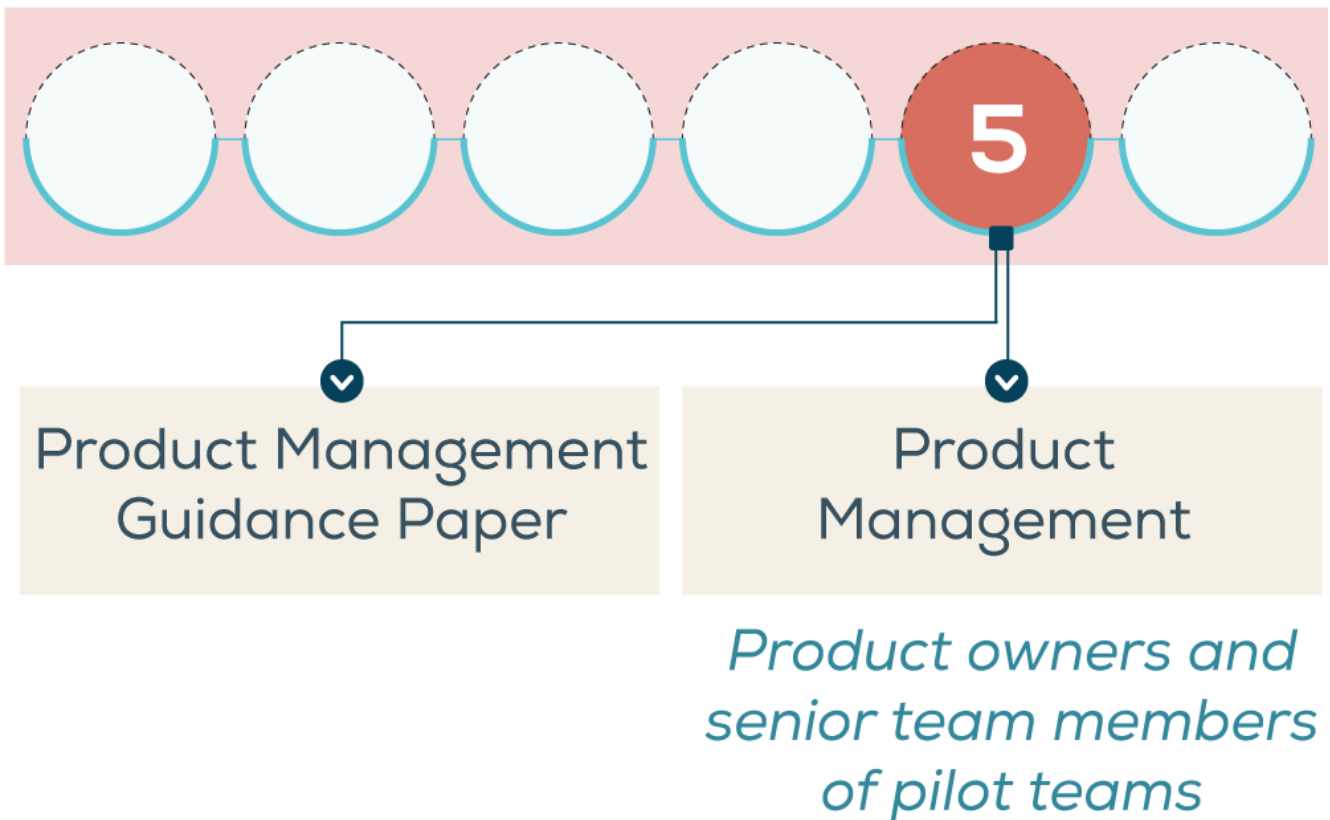 5
Product Management
Guidance Paper
Product
Management
Product owners and
senior team members
of pilot teams